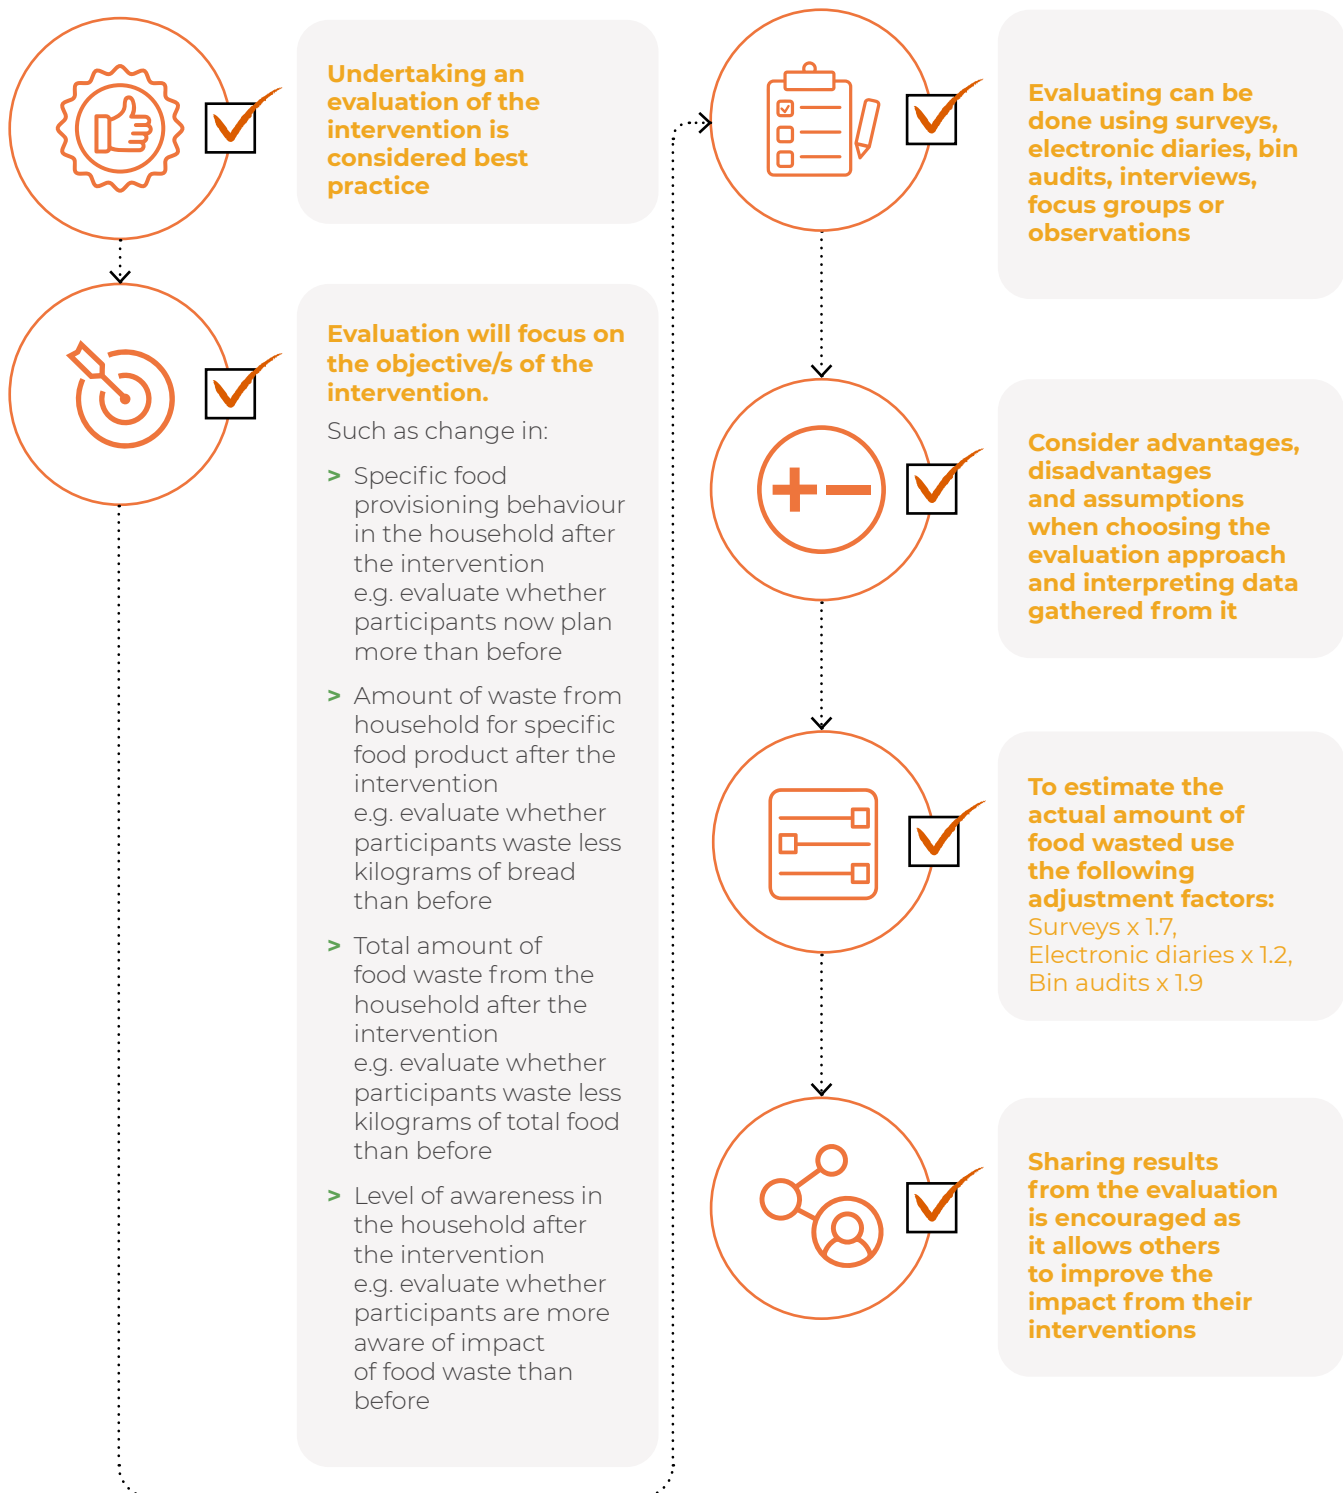 Undertaking an
evaluation of the
intervention is
considered best
practice
Evaluation will focus on
the objective/s of the
intervention.
Such as change in:
> Specific food
provisioning behaviour
in the household after
the intervention
e.g. evaluate whether
participants now plan
more than before
> Amount of waste from
household for specific
food product after the
intervention
e.g. evaluate whether
participants waste less
kilograms of bread
than before
> Total amount of
food waste from the
household after the
intervention
e.g. evaluate whether
participants waste less
kilograms of total food
than before
> Level of awareness in
the household after
the intervention
e.g. evaluate whether
participants are more
aware of impact
of food waste than
before
Evaluating can be
done using surveys,
electronic diaries, bin
audits, interviews,
focus groups or
observations
Consider advantages,
disadvantages
and assumptions
when choosing the
evaluation approach
and interpreting data
gathered from it
To estimate the
actual amount of
food wasted use
the following
adjustment factors:
Surveys x 1.7,
Electronic diaries x 1.2,
Bin audits x 1.9
Sharing results
from the evaluation
is encouraged as
it allows others
to improve the
impact from their
interventions